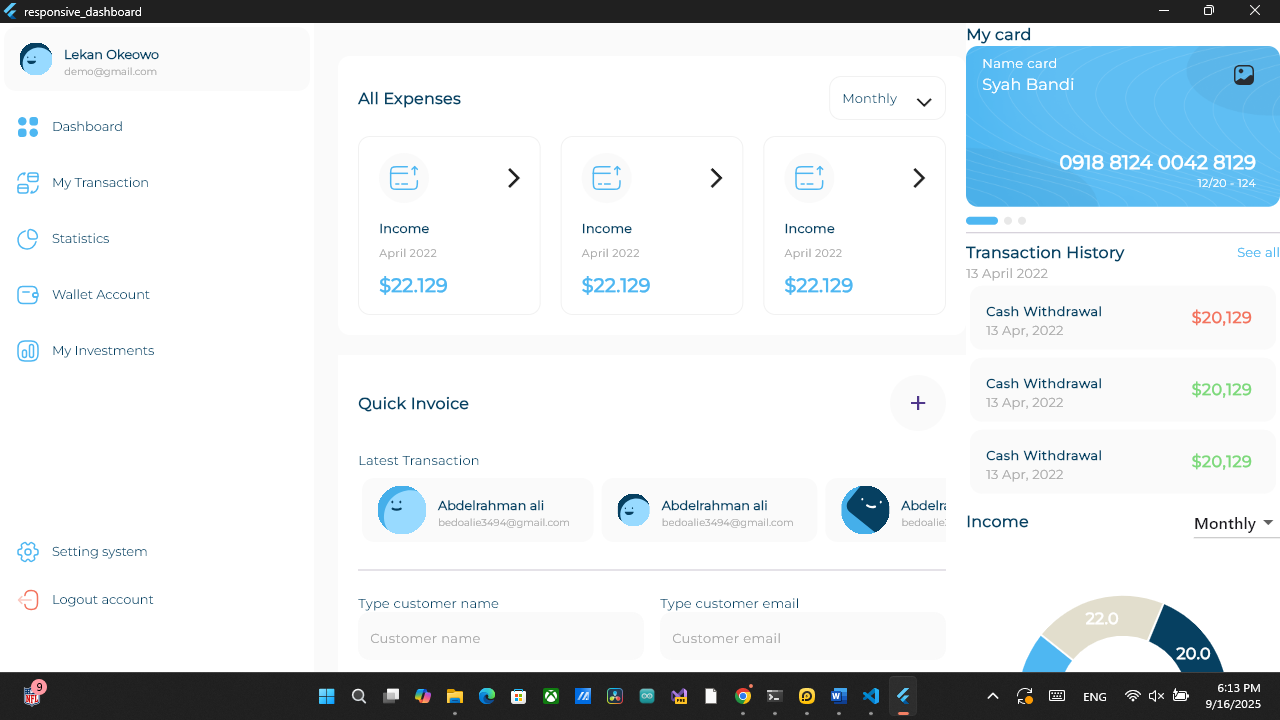 responsive_dashboard
Lekan Okeowo
demo@gmail.com
Dashboard
My Transaction
Statistics
Wallet Account
My Investments
Setting system
Logout account
All Expenses
Monthly
Income
April 2022
$22.129
Income
April 2022
$22.129
Income
April 2022
$22.129
Quick Invoice
Latest Transaction
Abdelrahman ali
bedoalie3494@gmail.com
Abdelrahman ali
bedoalie3494@gmail.com
Abdelra
bedoalie3
Type customer name
Type customer email
Customer name
Customer email
My card
Name card
Syah Bandi
0918 8124 0042 8129
12/20 - 124
Transaction History
See all
13 April 2022
Cash Withdrawal
13 Apr, 2022
$20,129
Cash Withdrawal
13 Apr, 2022
$20,129
Cash Withdrawal
13 Apr, 2022
$20,129
Income
Monthly
22.0
20.0
9
NFL
PRE
ENG
6:13 PM
9/16/2025